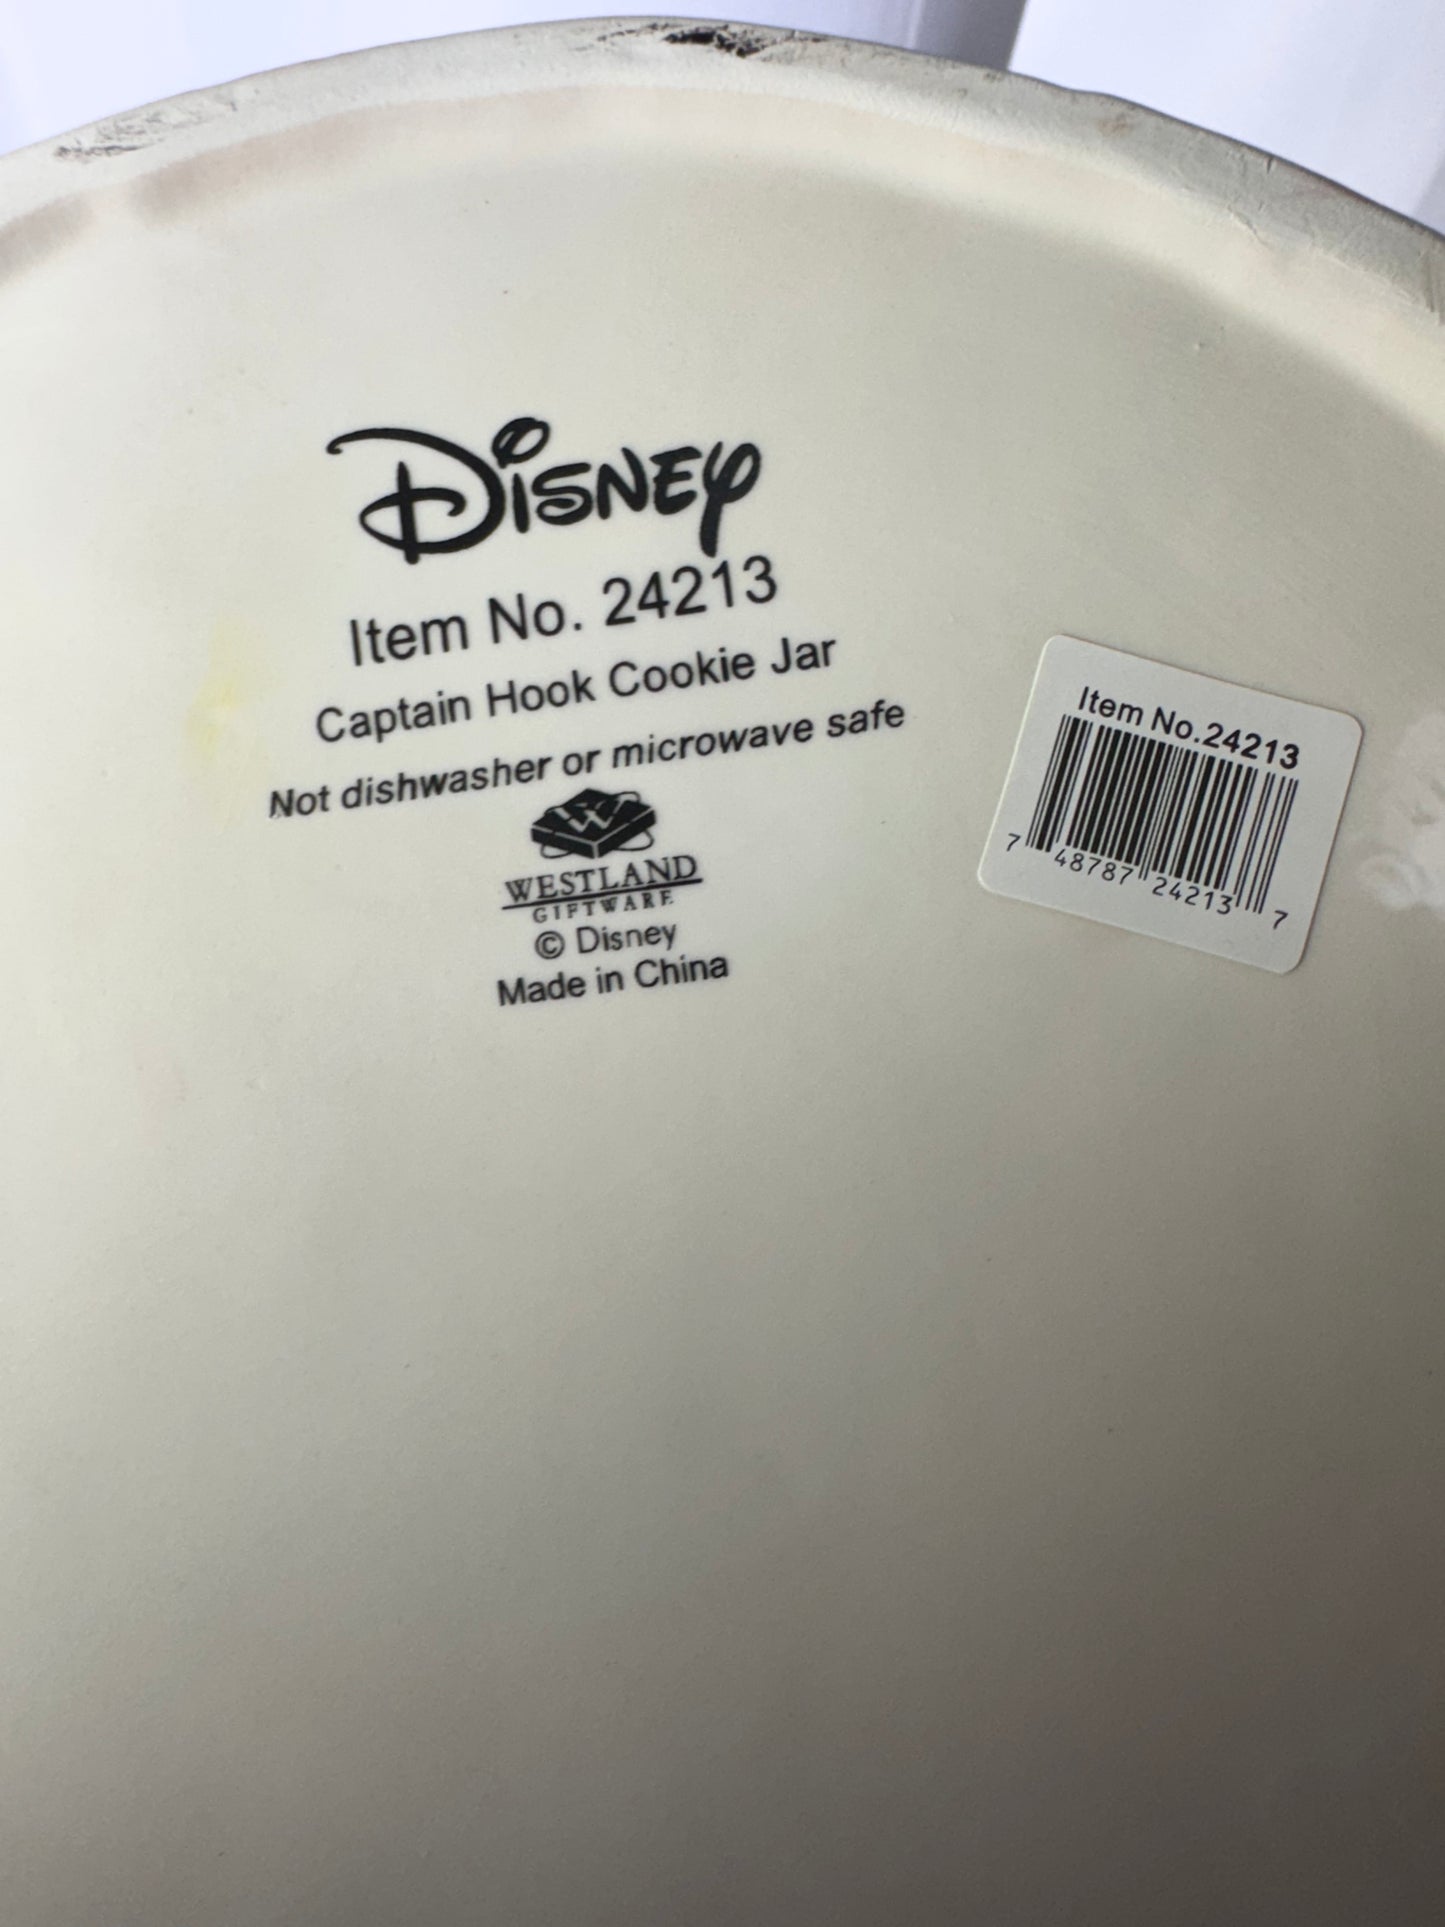 Disney
Item No. 24213
Captain Hook Cookie Jar
Not dishwasher or microwave safe
WESTLAND
GIFTWARE
© Disney
Made in China
Item No.24213
7 48787 24213 7